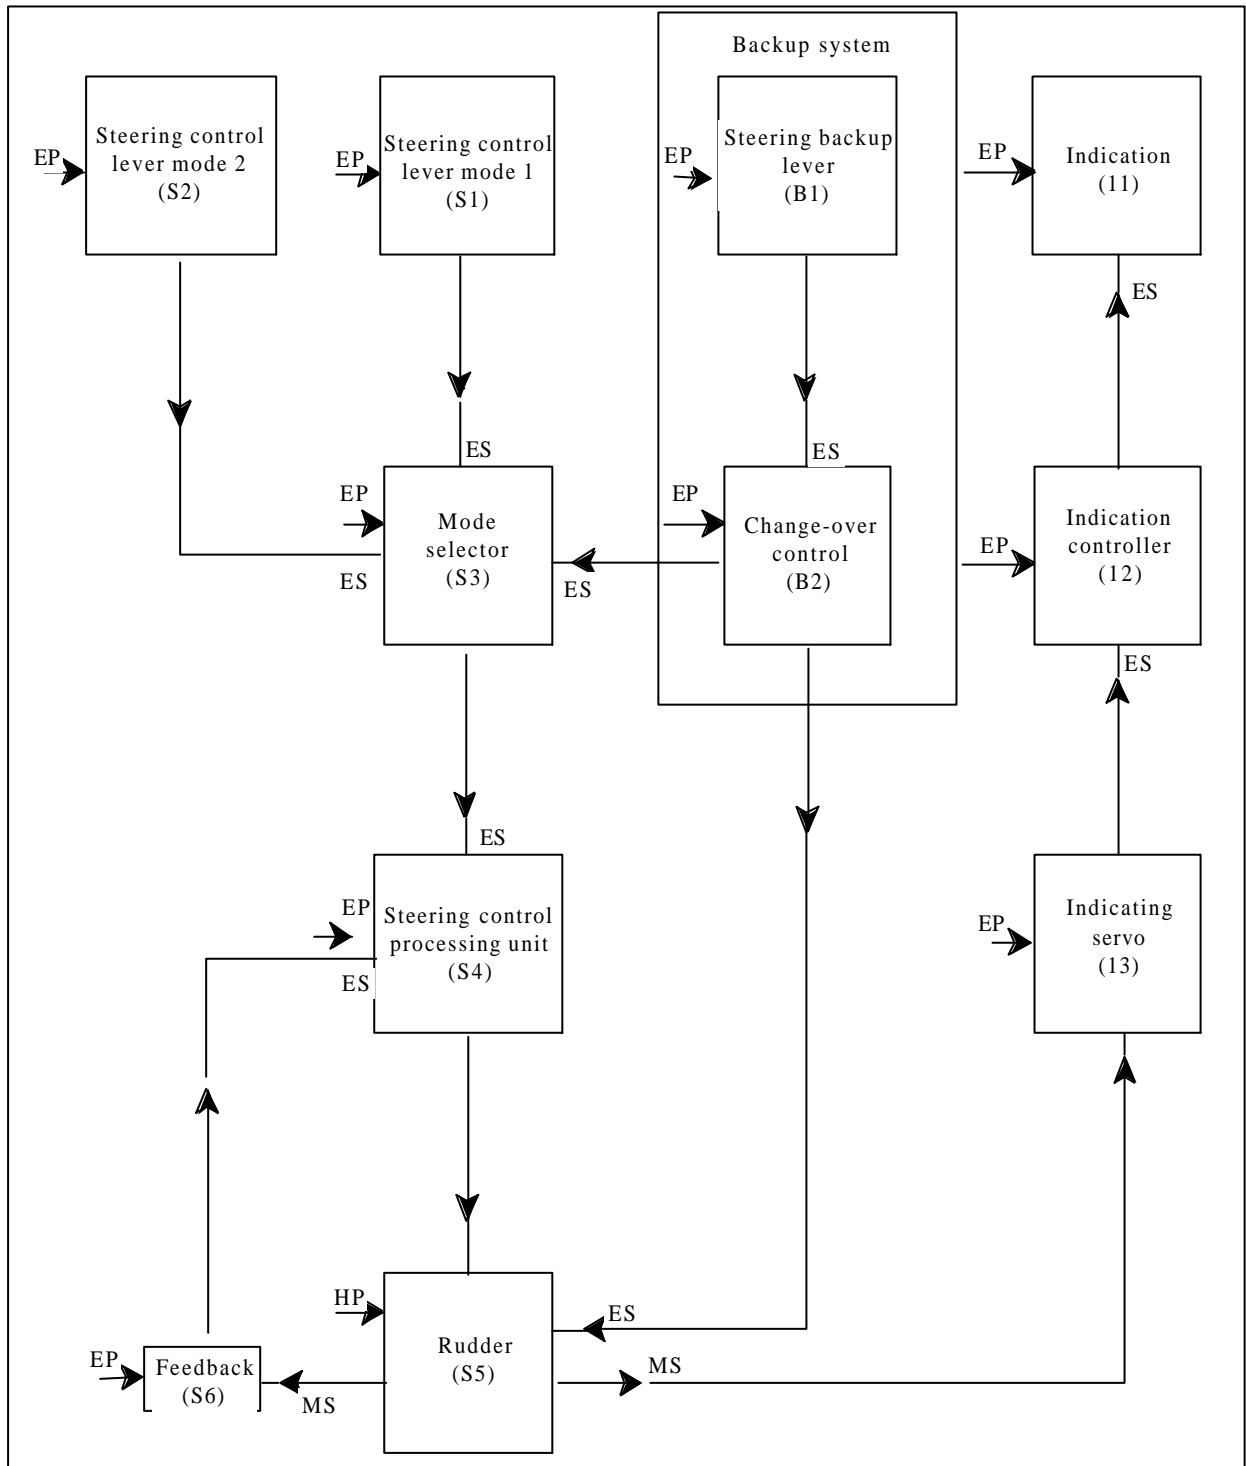 Backup system
EP
Steering control
lever mode 2
(S2)
EP
Steering control
lever mode 1
(S1)
EP
Steering backup
lever
(B1)
EP
Indication
(11)
ES
ES
ES
EP
Mode
selector
(S3)
ES
ES
EP
Change-over
control
(B2)
EP
Indication
controller
(12)
ES
ES
EP
Steering control
processing unit
(S4)
ES
EP
Indicating
servo
(13)
HP
Rudder
(S5)
ES
MS
EP
Feedback
(S6)
MS